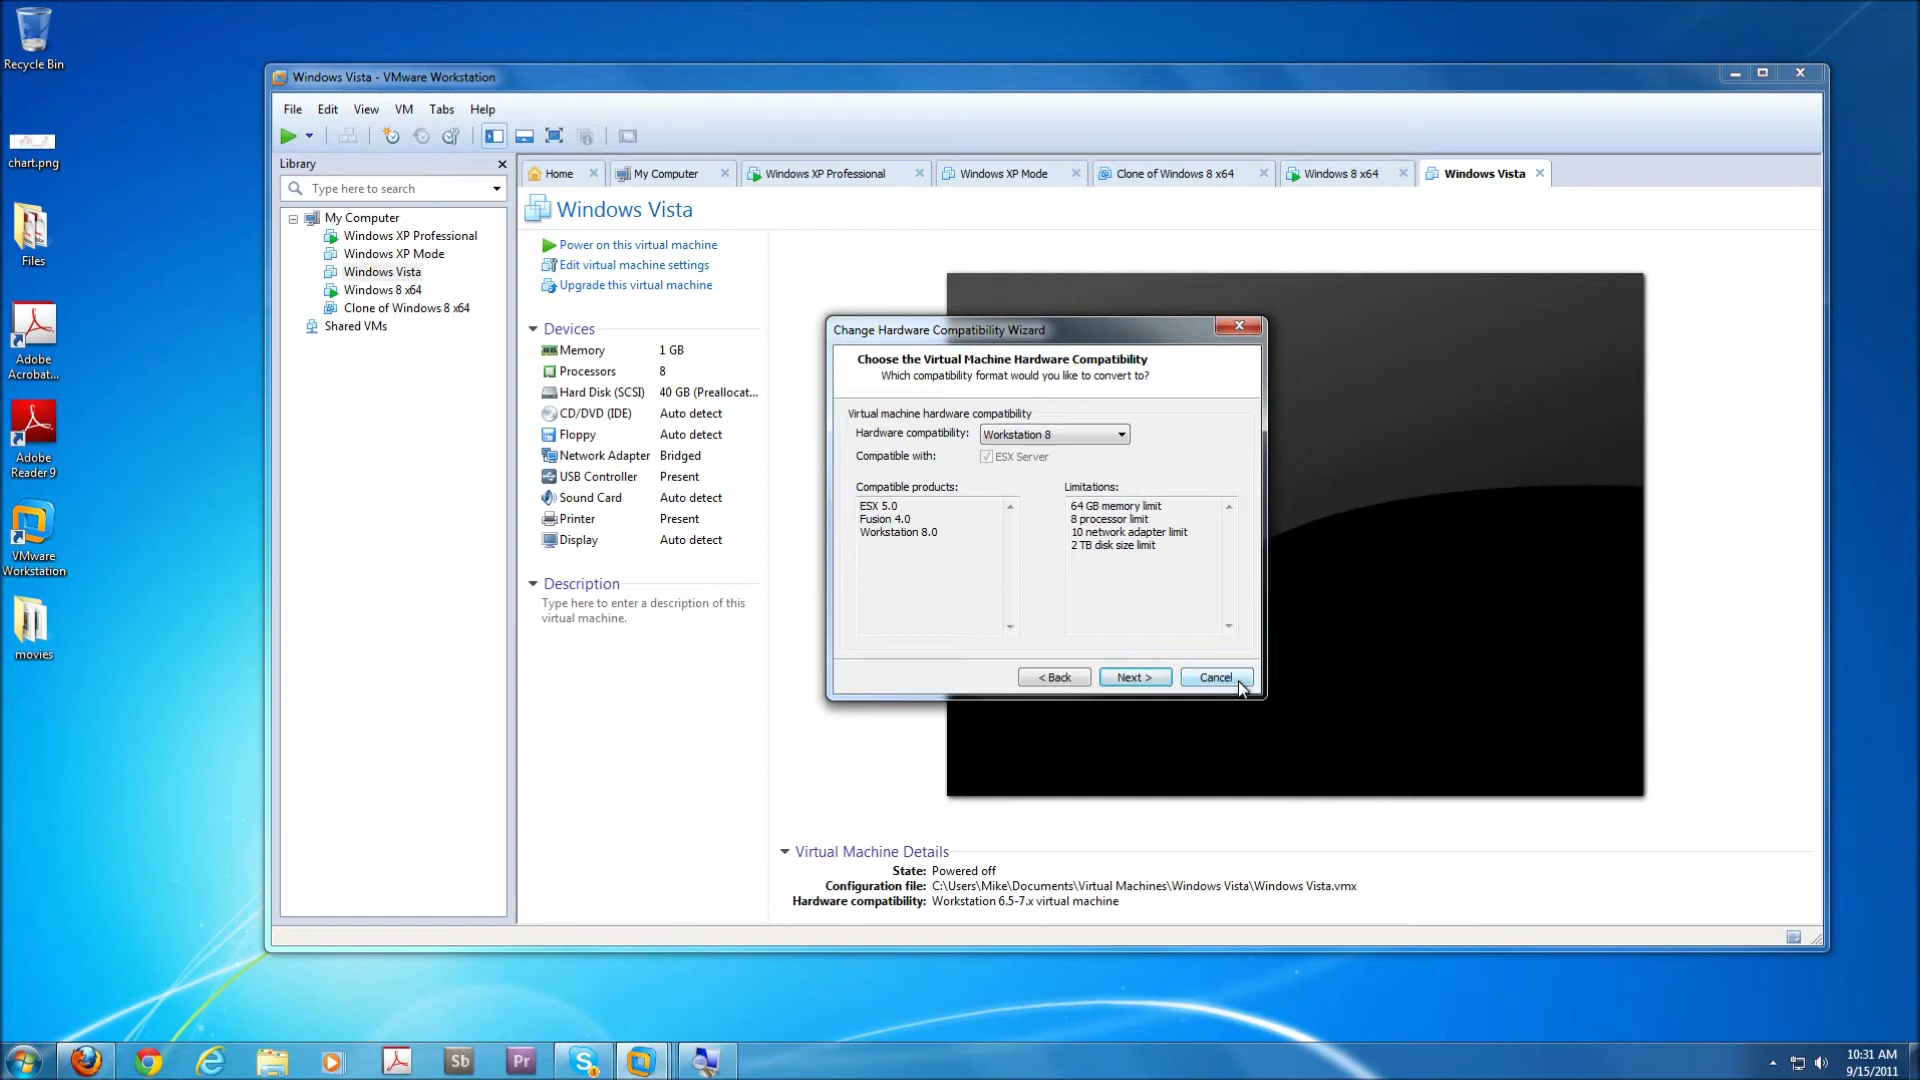 Recycle Bin
chart.png
Files
Adobe
Acrobat...
Adobe
Reader 9
VMware
Workstation
movies
Windows Vista - VMware Workstation
File Edit View VM Tabs Help
Library
Type here to search
My Computer
Windows XP Professional
Windows XP Mode
Windows Vista
Windows 8 x64
Clone of Windows 8 x64
Shared VMs
Home My Computer Windows XP Professional Windows XP Mode Clone of Windows 8 x64 Windows 8 x64 Windows Vista
Windows Vista
Power on this virtual machine
Edit virtual machine settings
Upgrade this virtual machine
Devices
Memory 1 GB
Processors 8
Hard Disk (SCSI) 40 GB (Preallocat...
CD/DVD (IDE) Auto detect
Floppy Auto detect
Network Adapter Bridged
USB Controller Present
Sound Card Auto detect
Printer Present
Display Auto detect
Description
Type here to enter a description of this
virtual machine.
Change Hardware Compatibility Wizard
Choose the Virtual Machine Hardware Compatibility
Which compatibility format would you like to convert to?
Virtual machine hardware compatibility
Hardware compatibility: Workstation 8
Compatible with: ESX Server
Compatible products: Limitations:
ESX 5.0 64 GB memory limit
Fusion 4.0 8 processor limit
Workstation 8.0 10 network adapter limit
2 TB disk size limit
< Back Next > Cancel
Virtual Machine Details
State: Powered off
Configuration file: C:\Users\Mike\Documents\Virtual Machines\Windows Vista\Windows Vista.vmx
Hardware compatibility: Workstation 6.5-7.x virtual machine
Sb Pr
10:31 AM
9/15/2011